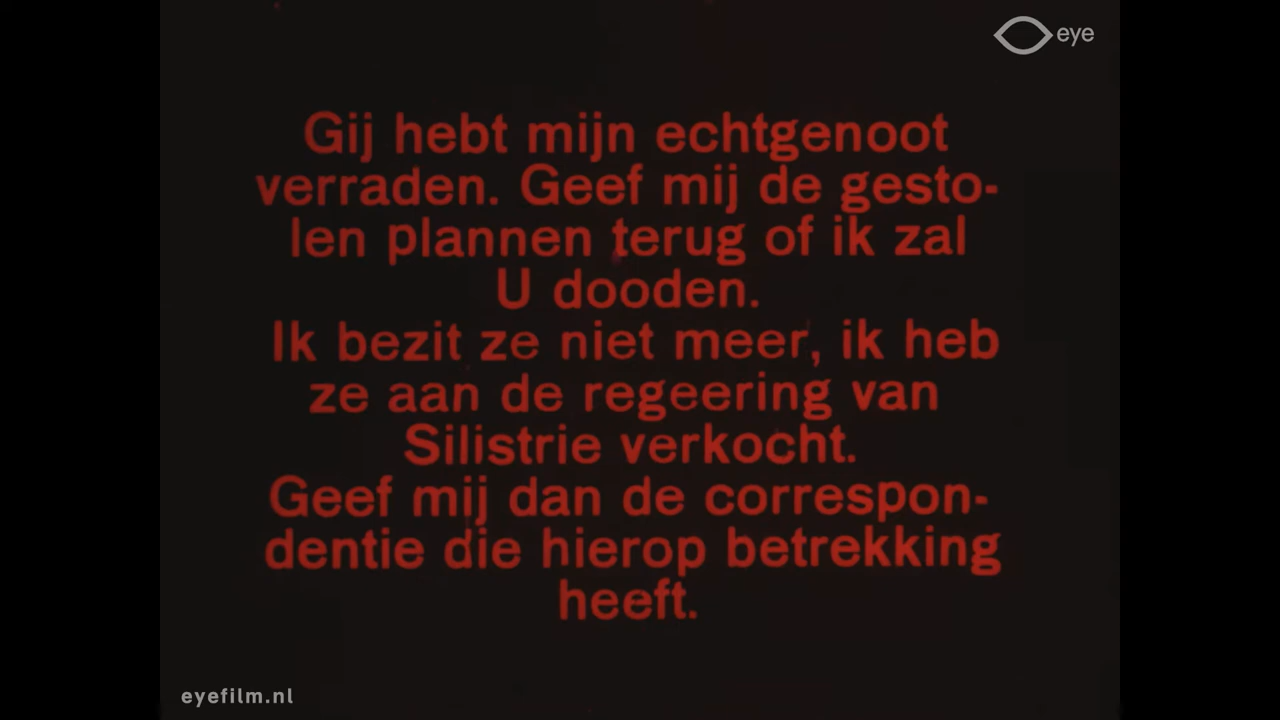 eye
Gij hebt mijn echtgenoot
verraden. Geef mij de gesto-
len plannen terug of ik zal
U dooden.
Ik bezit ze niet meer, ik heb
ze aan de regeering van
Silistrie verkocht.
Geef mij dan de correspon-
dentie die hierop betrekking
heeft.
eyefilm.nl